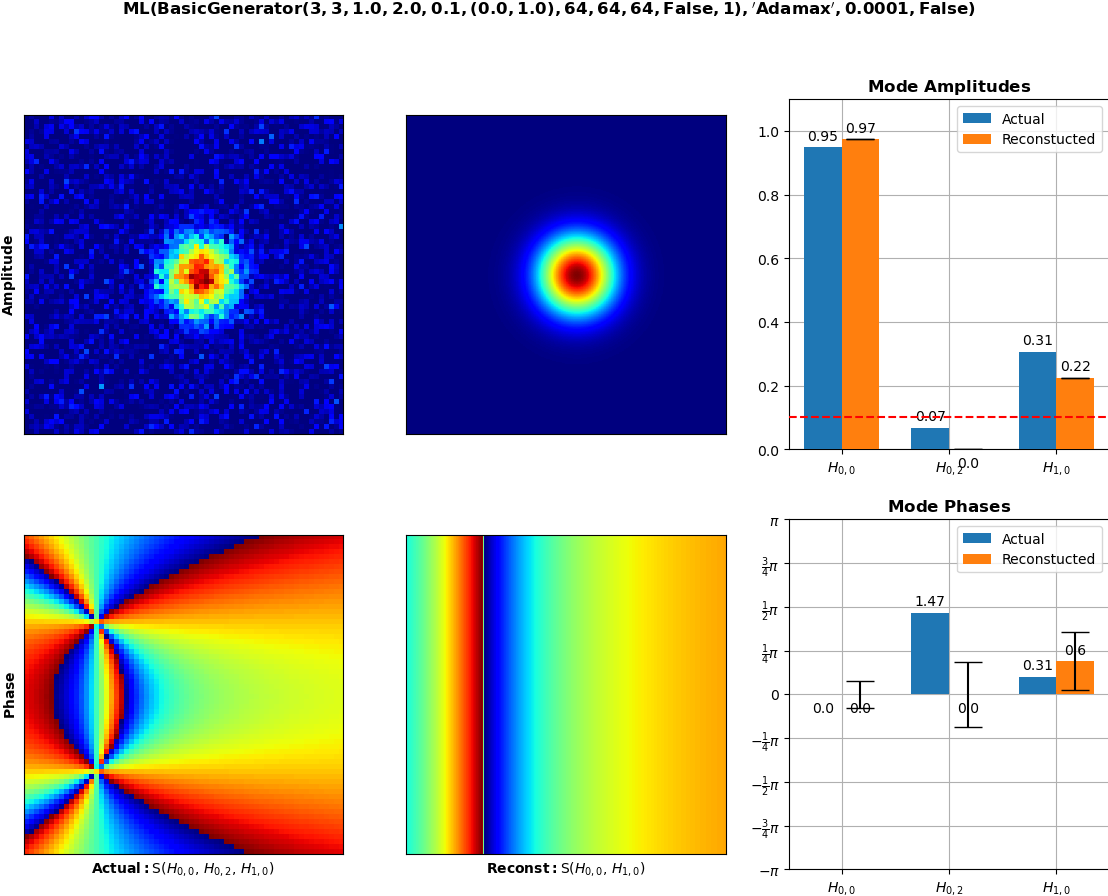 ML(BasicGenerator(3, 3, 1.0, 2.0, 0.1, (0.0, 1.0), 64, 64, 64, False, 1), ′Adamax′, 0.0001, False)
Amplitude
Mode Amplitudes
Actual
Reconstucted
1.0
0.8
0.6
0.4
0.2
0.0
0.95
0.97
0.07
0.0
0.31
0.22
H0,0
H0,2
H1,0
Phase
Actual: S(H0,0, H0,2, H1,0)
Reconst: S(H0,0, H1,0)
Mode Phases
Actual
Reconstucted
π
3/4π
1/2π
1/4π
0
−1/4π
−1/2π
−3/4π
−π
0.0
0.0
1.47
0.0
0.31
0.6
H0,0
H0,2
H1,0